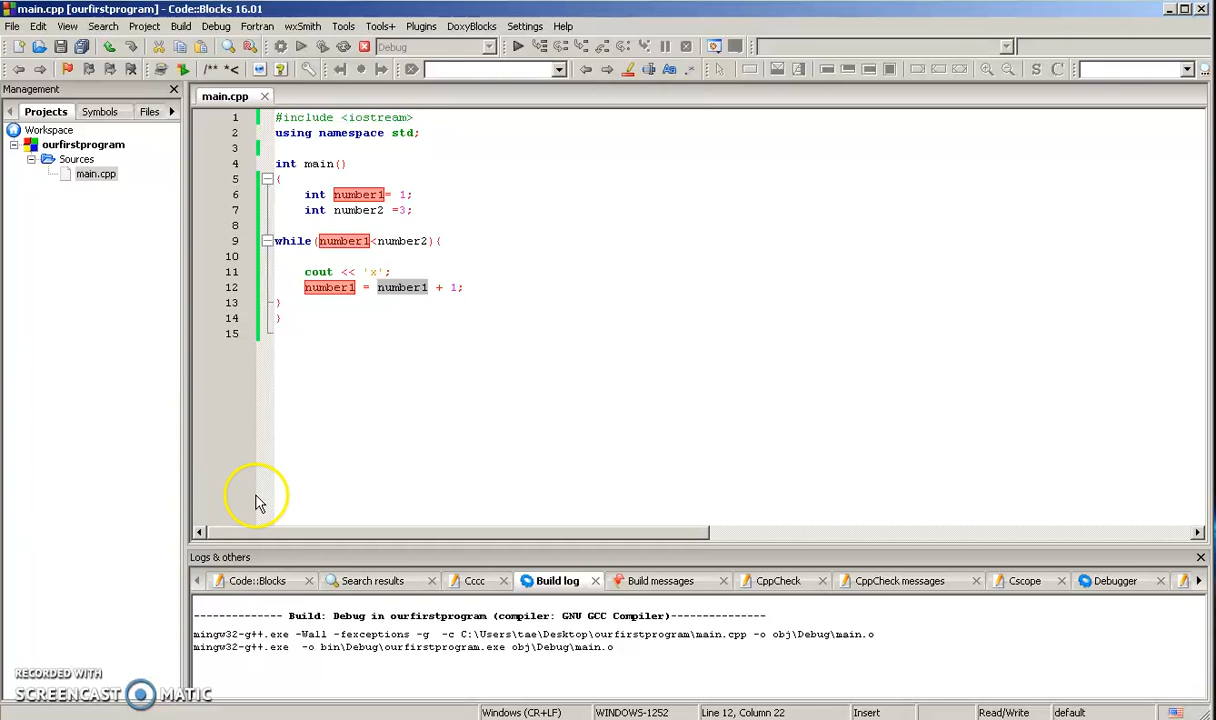 main.cpp [ourfirstprogram] - Code::Blocks 16.01
File Edit View Search Project Build Debug Fortran wxSmith Tools Tools+ Plugins DoxyBlocks Settings Help
Debug
/** *<
S C
Management
Projects Symbols Files
Workspace
ourfirstprogram
Sources
main.cpp
main.cpp
1 #include <iostream>
2 using namespace std;
3
4 int main()
5 {
6 int number1= 1;
7 int number2 =3;
8
9 while(number1<number2){
10
11 cout << 'x';
12 number1 = number1 + 1;
13 }
14 }
15
Logs & others
Code::Blocks Search results Cccc Build log Build messages CppCheck CppCheck messages Cscope Debugger
-------------- Build: Debug in ourfirstprogram (compiler: GNU GCC Compiler)---------------
mingw32-g++.exe -Wall -fexceptions -g -c C:\Users\tae\Desktop\ourfirstprogram\main.cpp -o obj\Debug\main.o
mingw32-g++.exe -o bin\Debug\ourfirstprogram.exe obj\Debug\main.o
RECORDED WITH
SCREENCAST MATIC
Windows (CR+LF) WINDOWS-1252 Line 12, Column 22 Insert Read/Write default